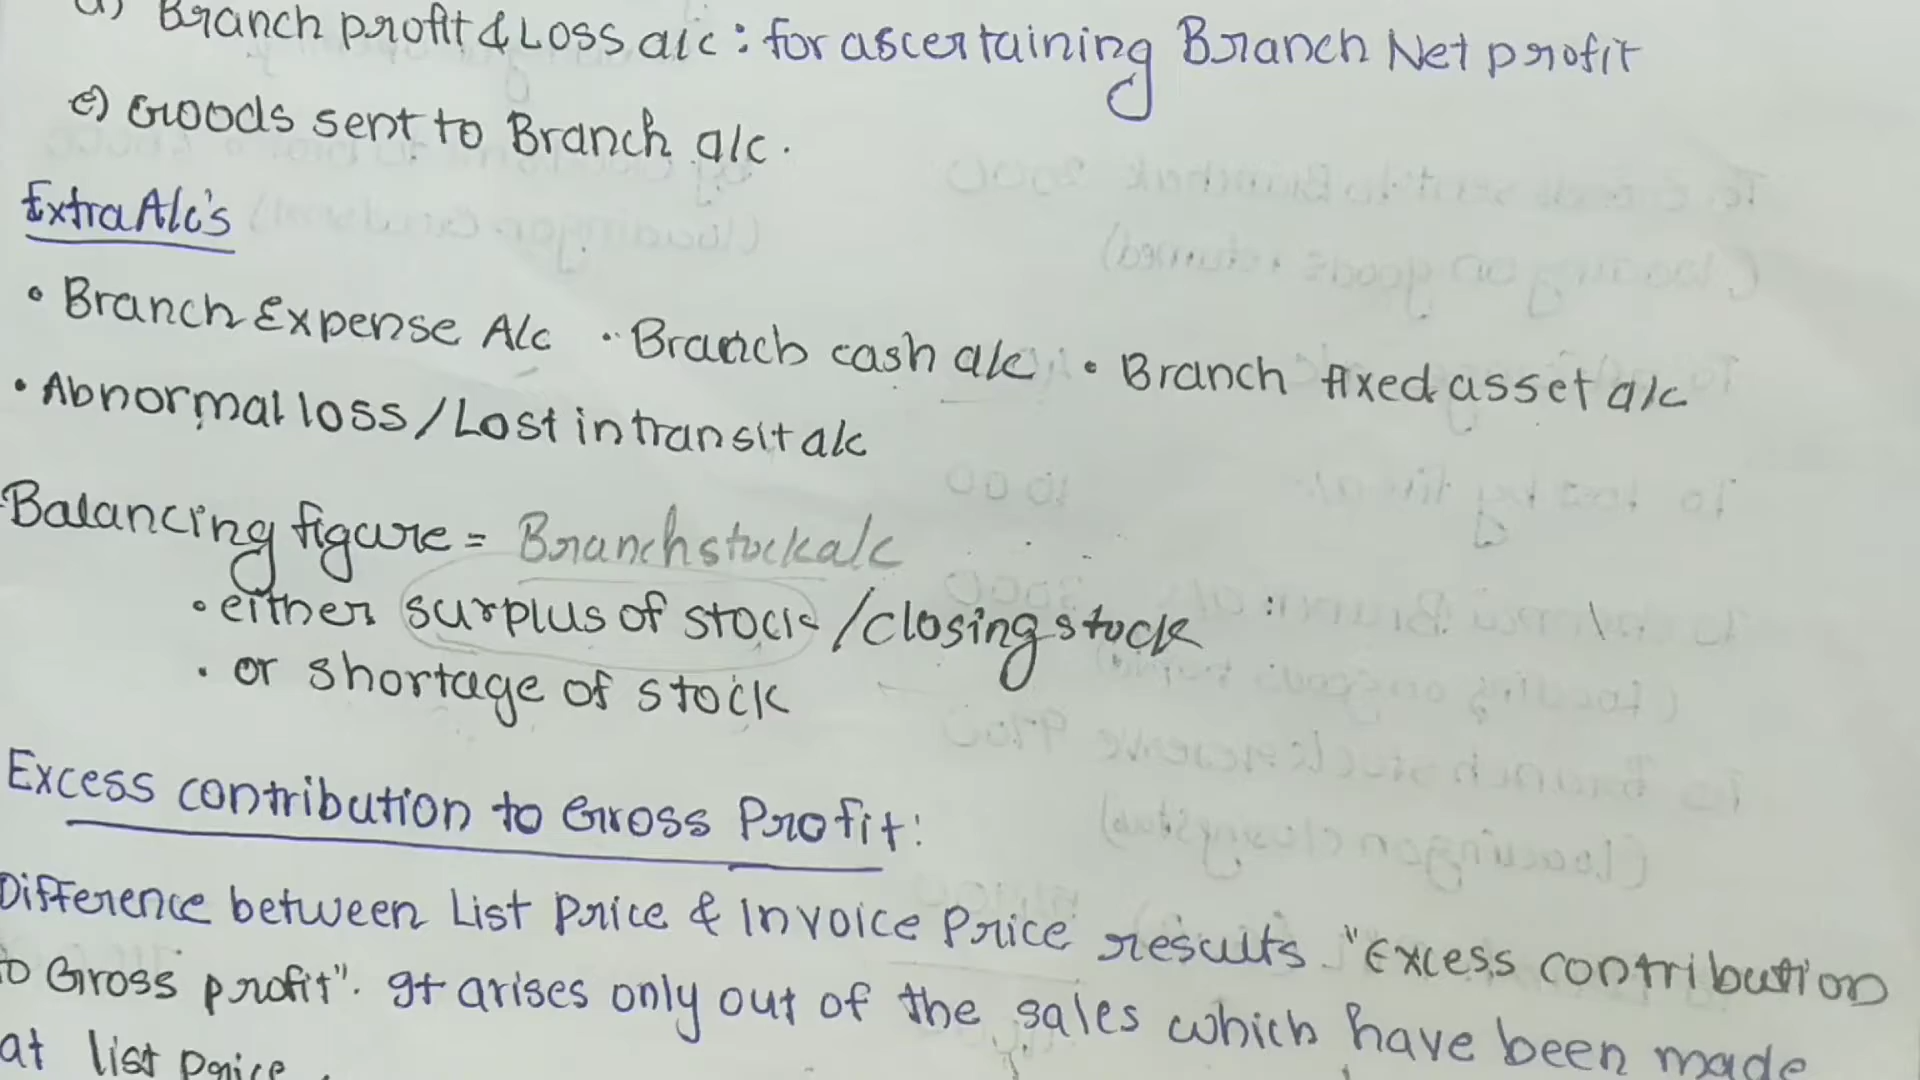 d) Branch profit & Loss a/c : for ascertaining Branch Net profit
e) Goods sent to Branch a/c.
Extra A/c's
• Branch Expense A/c • Branch cash a/c • Branch fixed asset a/c
• Abnormal loss / Lost in transit a/c
Balancing figure = Branch stock a/c
• either surplus of stock / closing stock
• or shortage of stock
Excess contribution to Gross Profit:
Difference between List Price & Invoice Price results "Excess contribution
to Gross profit". It arises only out of the sales which have been made
at list price.